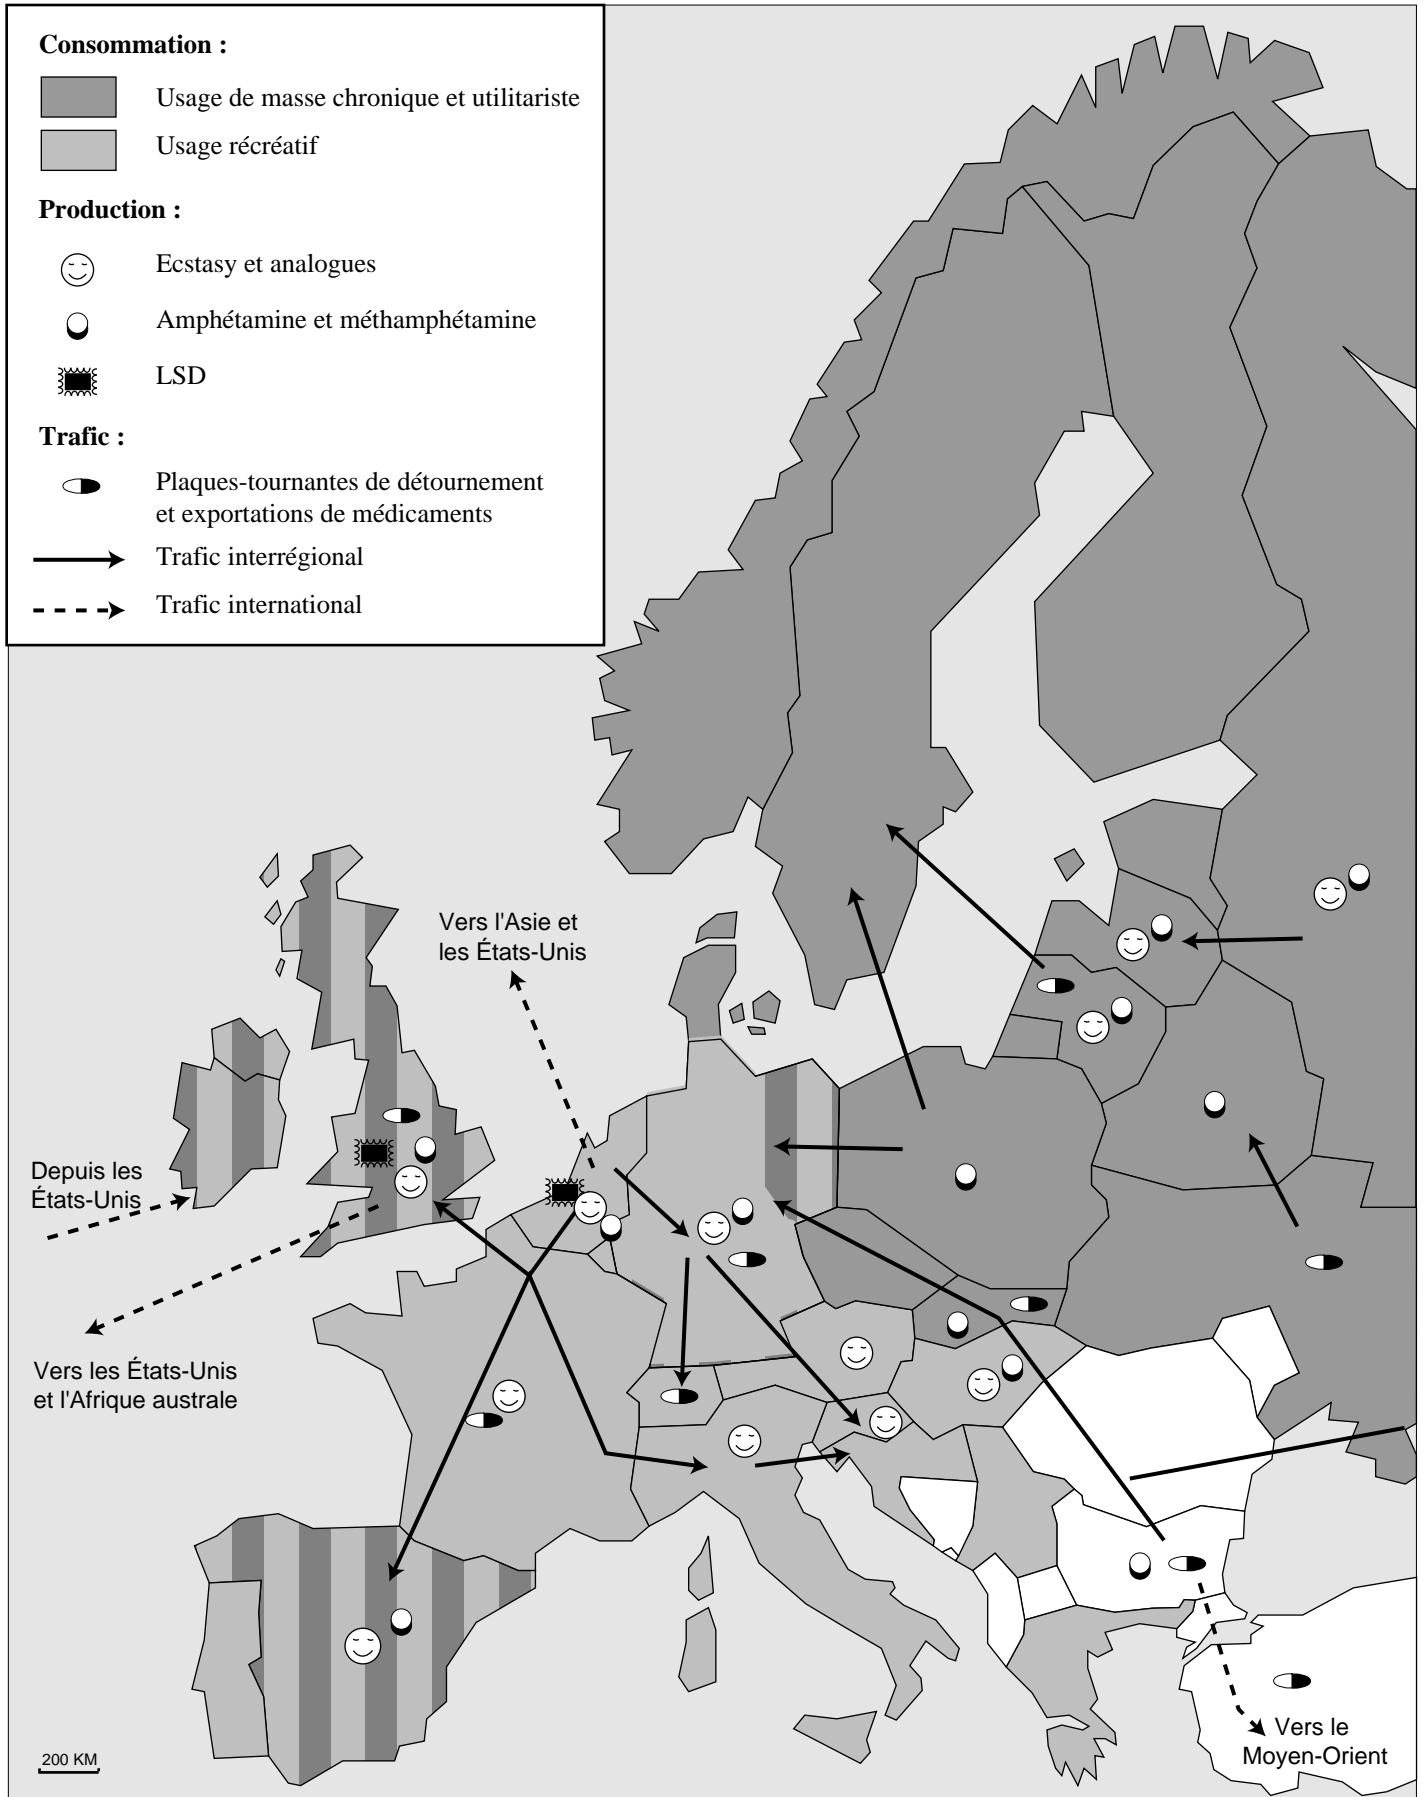 Consommation :
Usage de masse chronique et utilitariste
Usage récréatif
Production :
Ecstasy et analogues
Amphétamine et méthamphétamine
LSD
Trafic :
Plaques-tournantes de détournement
et exportations de médicaments
Trafic interrégional
Trafic international
Vers l'Asie et
les États-Unis
Depuis les
États-Unis
Vers les États-Unis
et l'Afrique australe
Vers le
Moyen-Orient
200 KM